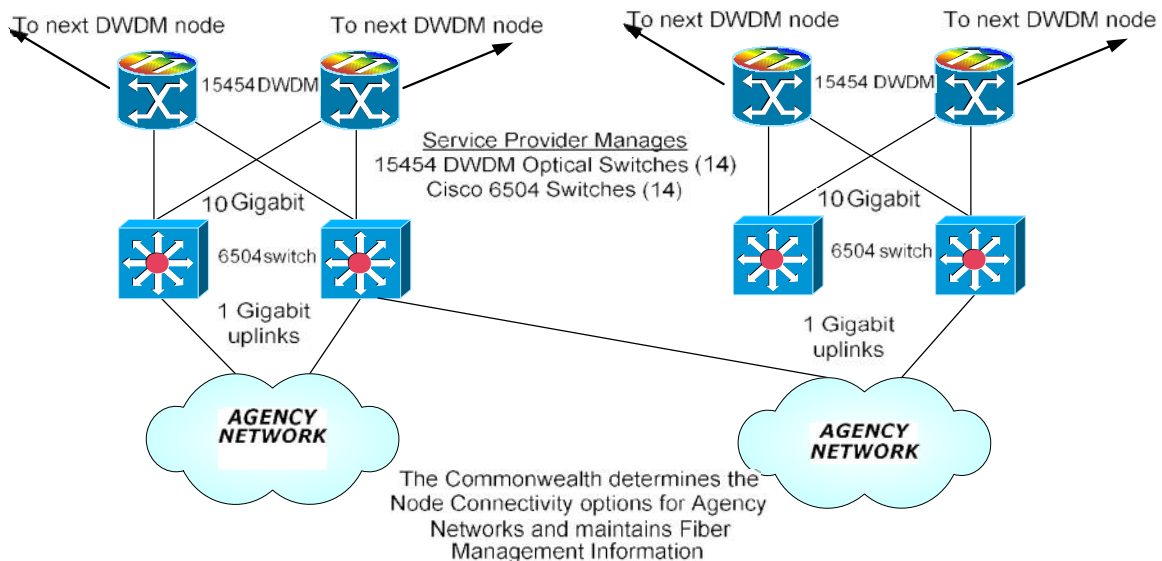 To next DWDM node
To next DWDM node
To next DWDM node
To next DWDM node
15454 DWDM
15454 DWDM
Service Provider Manages
15454 DWDM Optical Switches (14)
Cisco 6504 Switches (14)
10 Gigabit
10 Gigabit
6504 switch
6504 switch
1 Gigabit
uplinks
1 Gigabit
uplinks
AGENCY
NETWORK
AGENCY
NETWORK
The Commonwealth determines the
Node Connectivity options for Agency
Networks and maintains Fiber
Management Information